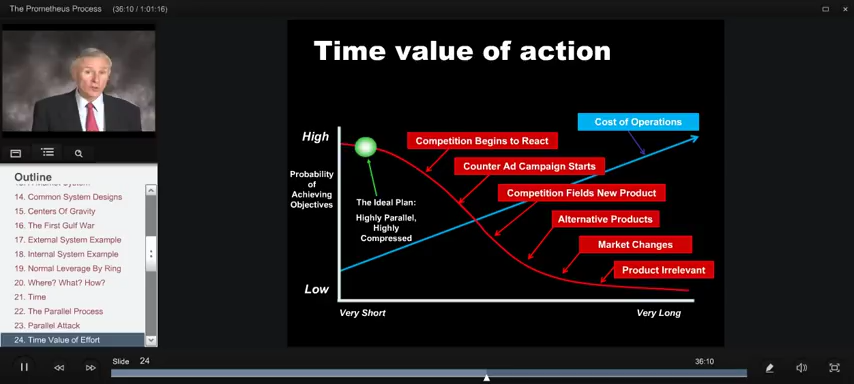 The Prometheus Process
(36:10 / 1:01:16)
Time value of action
High
Probability
of
Achieving
Objectives
Low
Competition Begins to React
Cost of Operations
Counter Ad Campaign Starts
Competition Fields New Product
The Ideal Plan:
Highly Parallel,
Highly
Compressed
Alternative Products
Market Changes
Product Irrelevant
Very Short
Very Long
Outline
14. Common System Designs
15. Centers Of Gravity
16. The First Gulf War
17. External System Example
18. Internal System Example
19. Normal Leverage By Ring
20. Where? What? How?
21. Time
22. The Parallel Process
23. Parallel Attack
24. Time Value of Effort
Slide 24
36:10